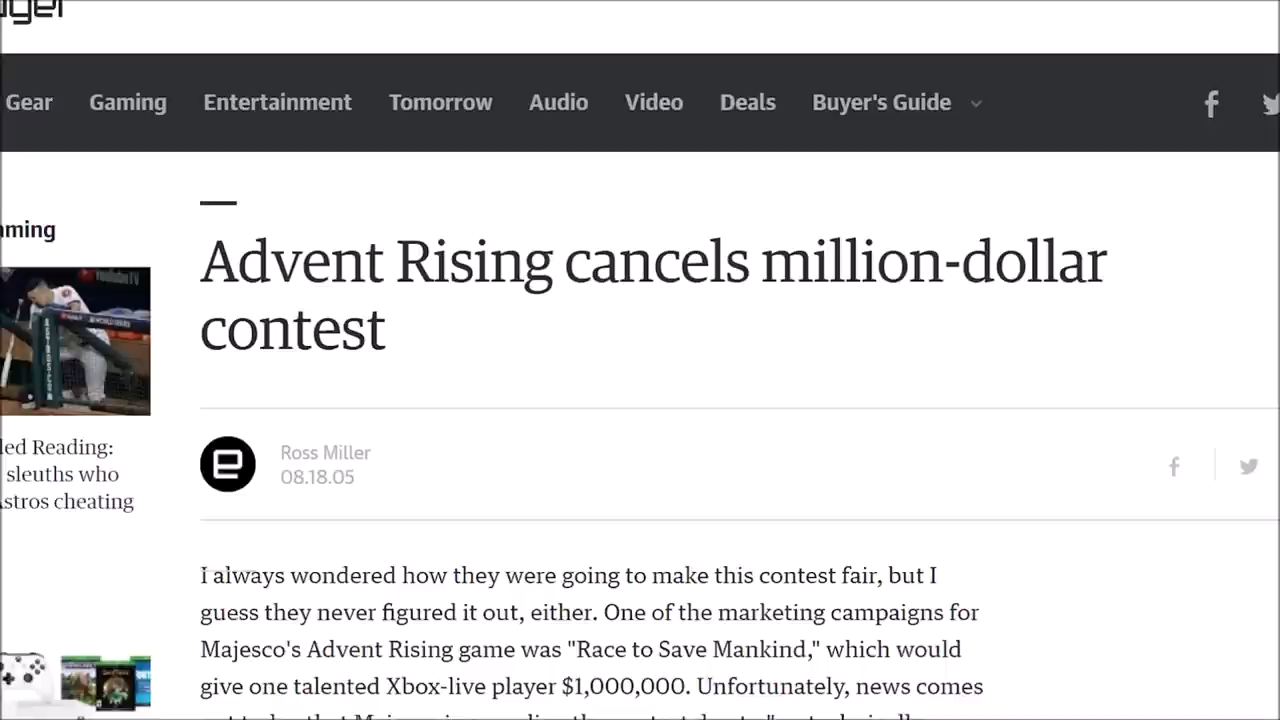 Gear Gaming Entertainment Tomorrow Audio Video Deals Buyer's Guide
Advent Rising cancels million-dollar
contest
Ross Miller
08.18.05
Reading:
sleuths who
cheating
I always wondered how they were going to make this contest fair, but I
guess they never figured it out, either. One of the marketing campaigns for
Majesco's Advent Rising game was "Race to Save Mankind," which would
give one talented Xbox-live player $1,000,000. Unfortunately, news comes